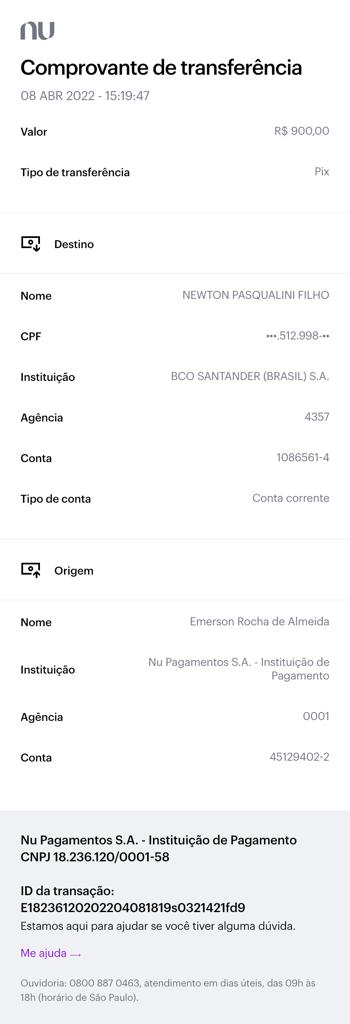 nu
Comprovante de transferência
08 ABR 2022 - 15:19:47
Valor R$ 900,00
Tipo de transferência Pix
Destino
Nome NEWTON PASQUALINI FILHO
CPF •••.512.998-••
Instituição BCO SANTANDER (BRASIL) S.A.
Agência 4357
Conta 1086561-4
Tipo de conta Conta corrente
Origem
Nome Emerson Rocha de Almeida
Instituição Nu Pagamentos S.A. - Instituição de
Pagamento
Agência 0001
Conta 45129402-2
Nu Pagamentos S.A. - Instituição de Pagamento
CNPJ 18.236.120/0001-58
ID da transação:
E18236120202204081819s0321421fd9
Estamos aqui para ajudar se você tiver alguma dúvida.
Me ajuda →
Ouvidoria: 0800 887 0463, atendimento em dias úteis, das 09h às
18h (horário de São Paulo).